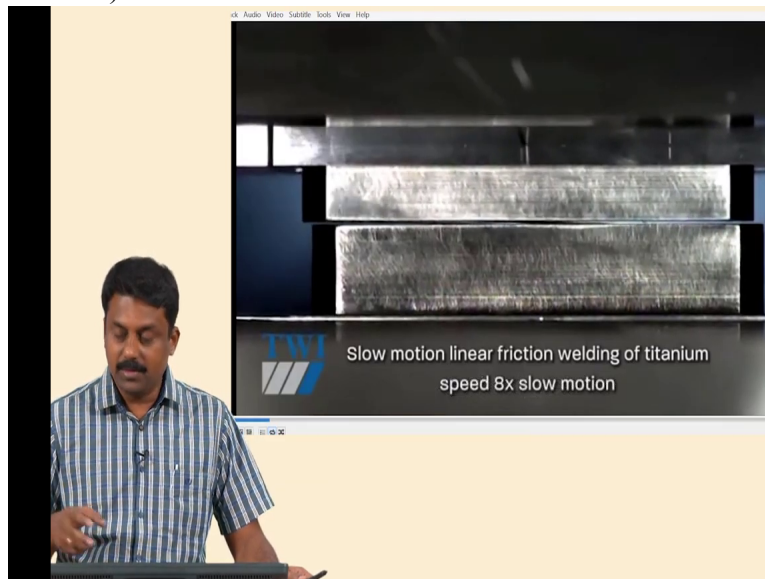 ck Audio Video Subtitle Tools View Help
TWI
Slow motion linear friction welding of titanium
speed 8x slow motion